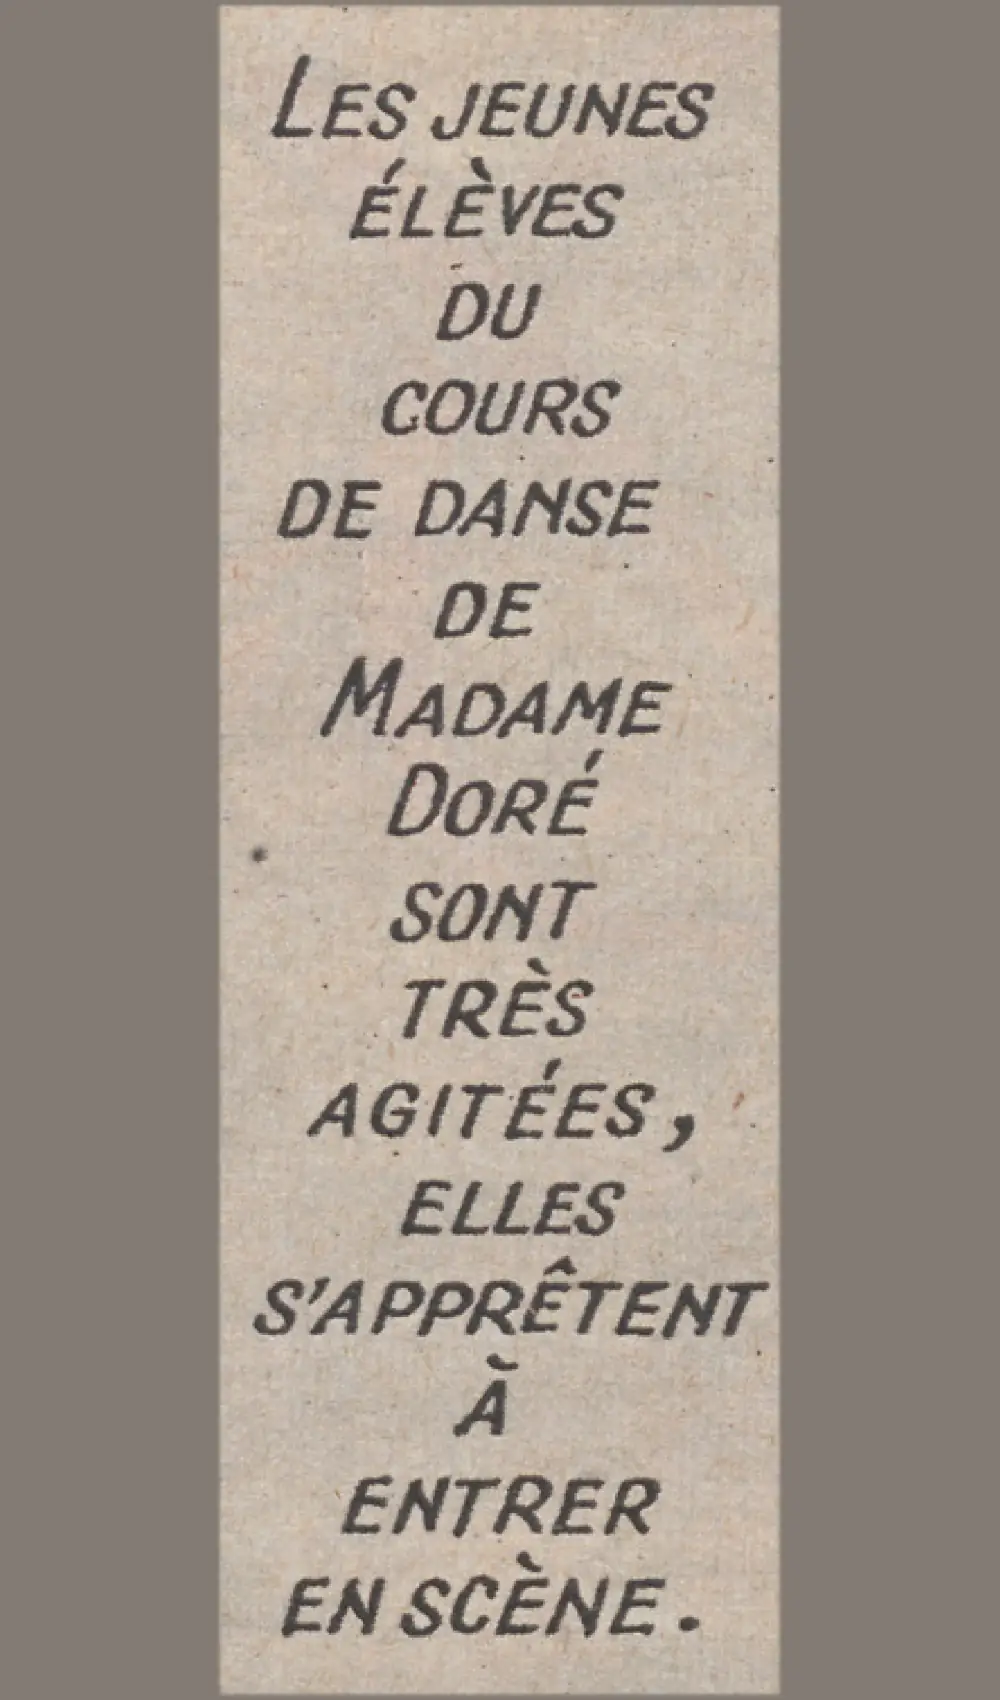 LES JEUNES
ÉLÈVES
DU
COURS
DE DANSE
DE
MADAME
DORÉ
SONT
TRÈS
AGITÉES,
ELLES
S'APPRÊTENT
À
ENTRER
EN SCÈNE.